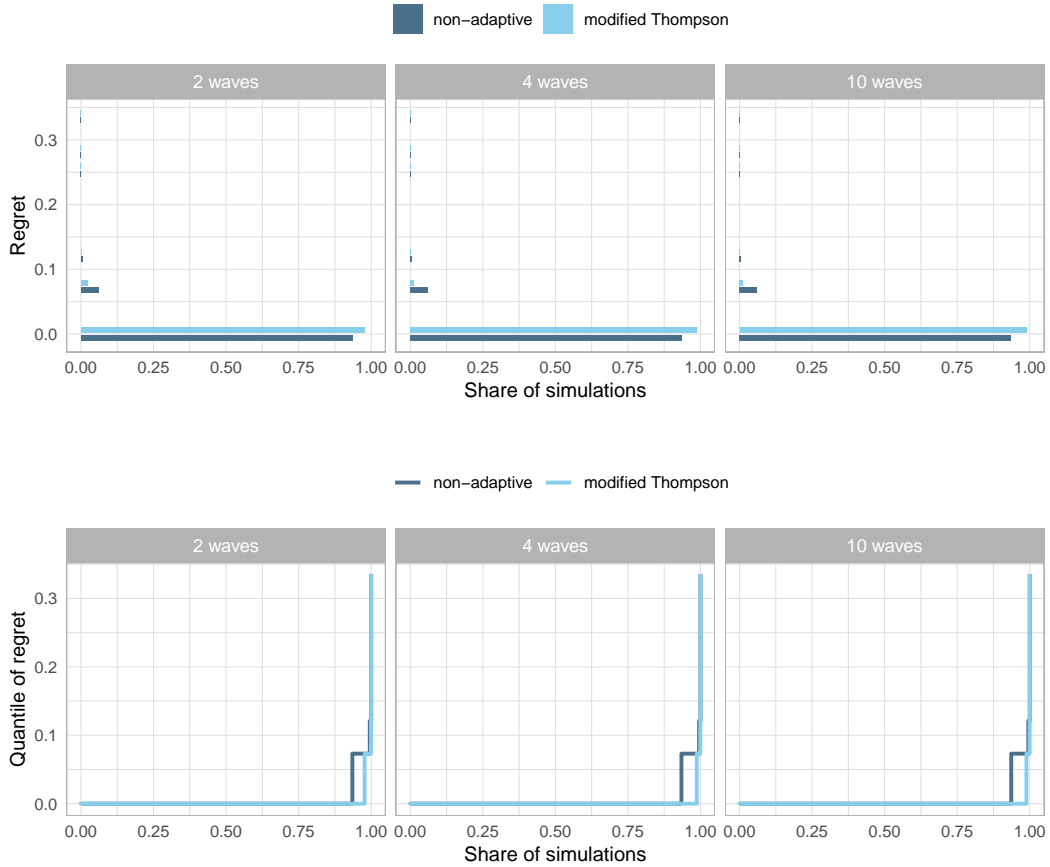 non−adaptive modified Thompson
2 waves 4 waves 10 waves
Regret
0.3
0.2
0.1
0.0
0.00 0.25 0.50 0.75 1.00 0.00 0.25 0.50 0.75 1.00 0.00 0.25 0.50 0.75 1.00
Share of simulations
non−adaptive modified Thompson
2 waves 4 waves 10 waves
Quantile of regret
0.3
0.2
0.1
0.0
0.00 0.25 0.50 0.75 1.00 0.00 0.25 0.50 0.75 1.00 0.00 0.25 0.50 0.75 1.00
Share of simulations